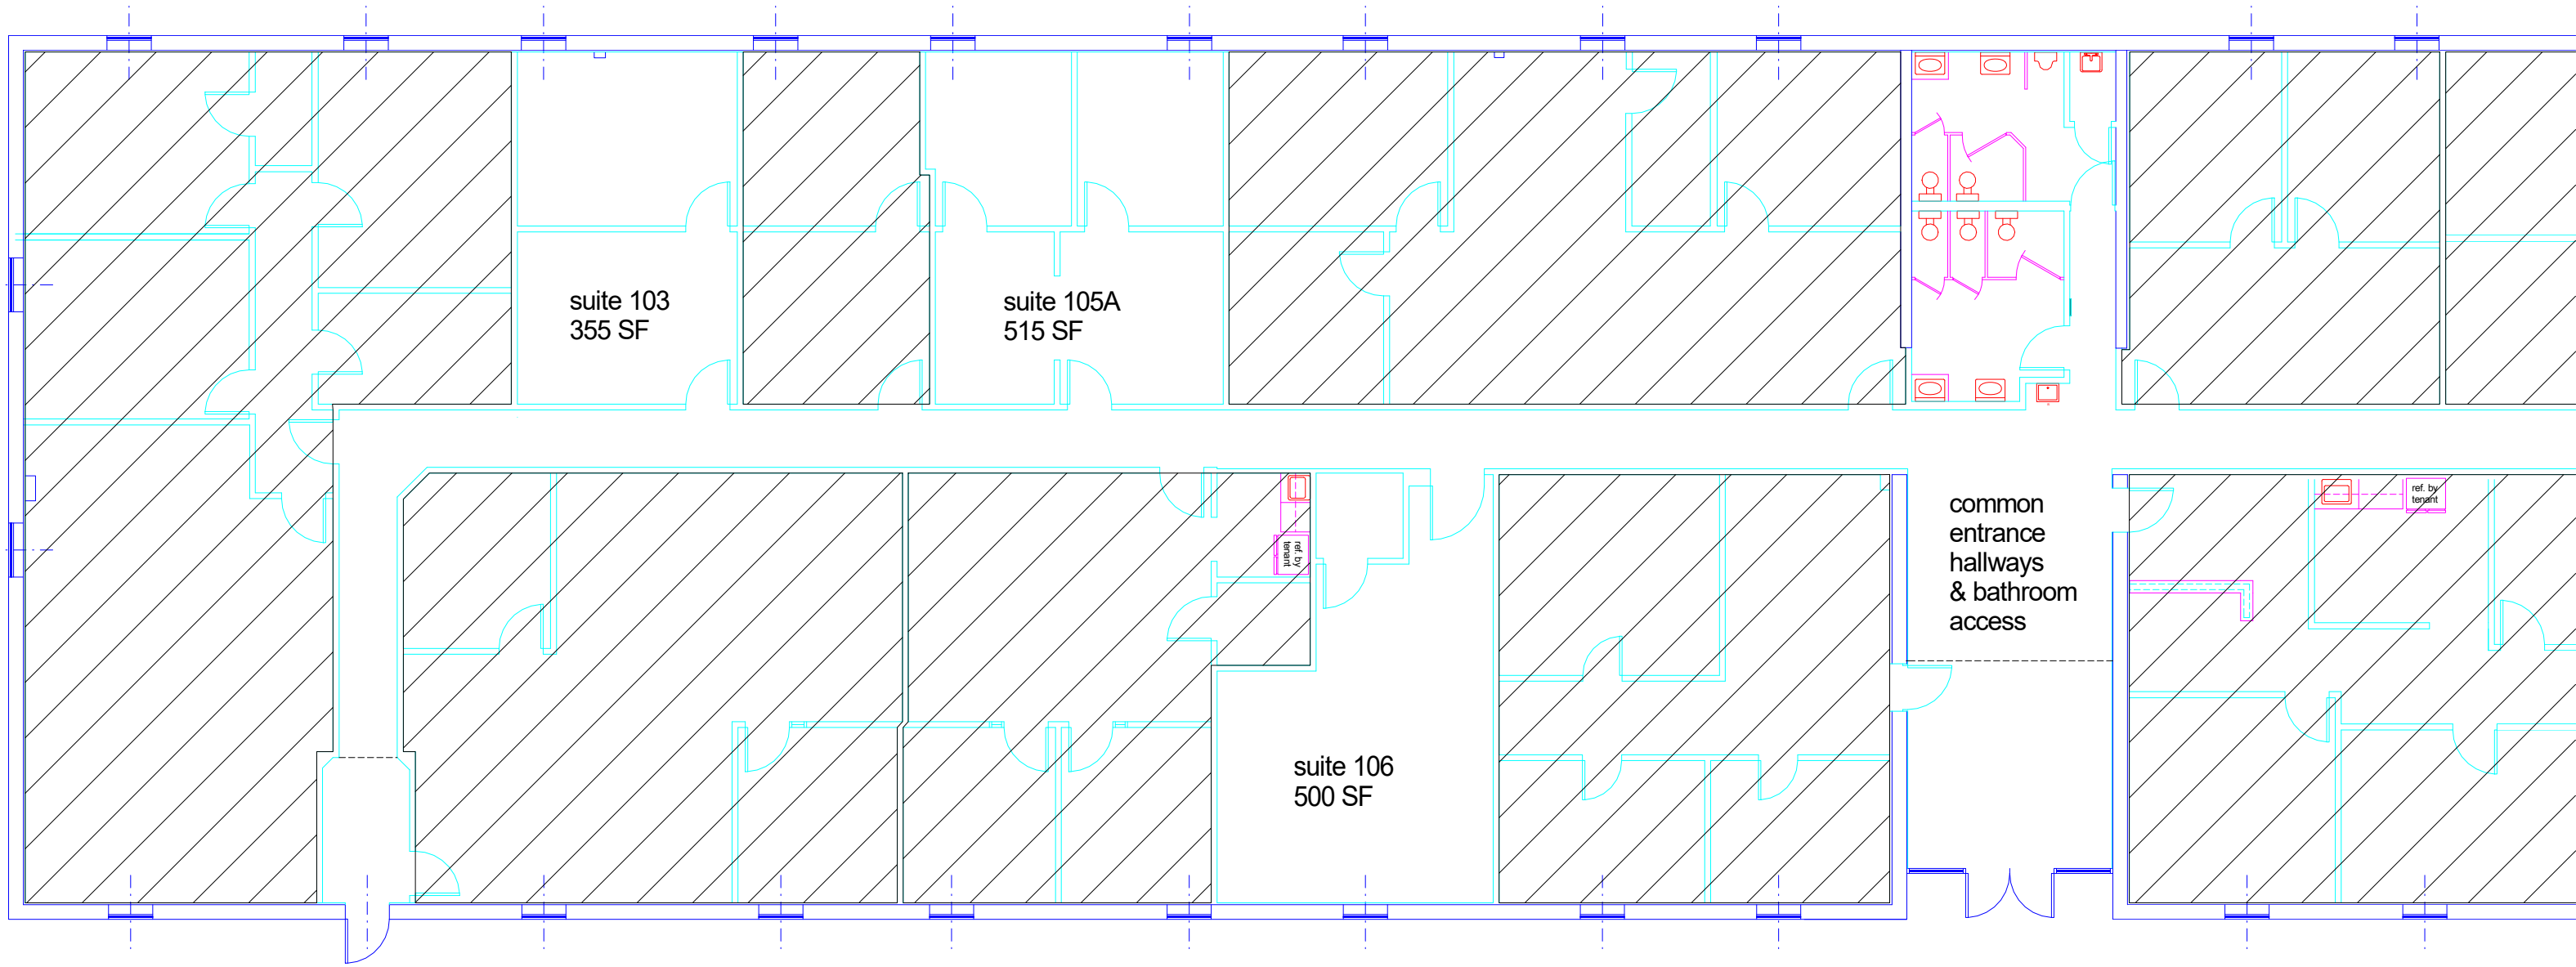 suite 103
355 SF
suite 105A
515 SF
common
entrance
hallways
& bathroom
access
ref. by
tenant
ref. by
tenant
suite 106
500 SF